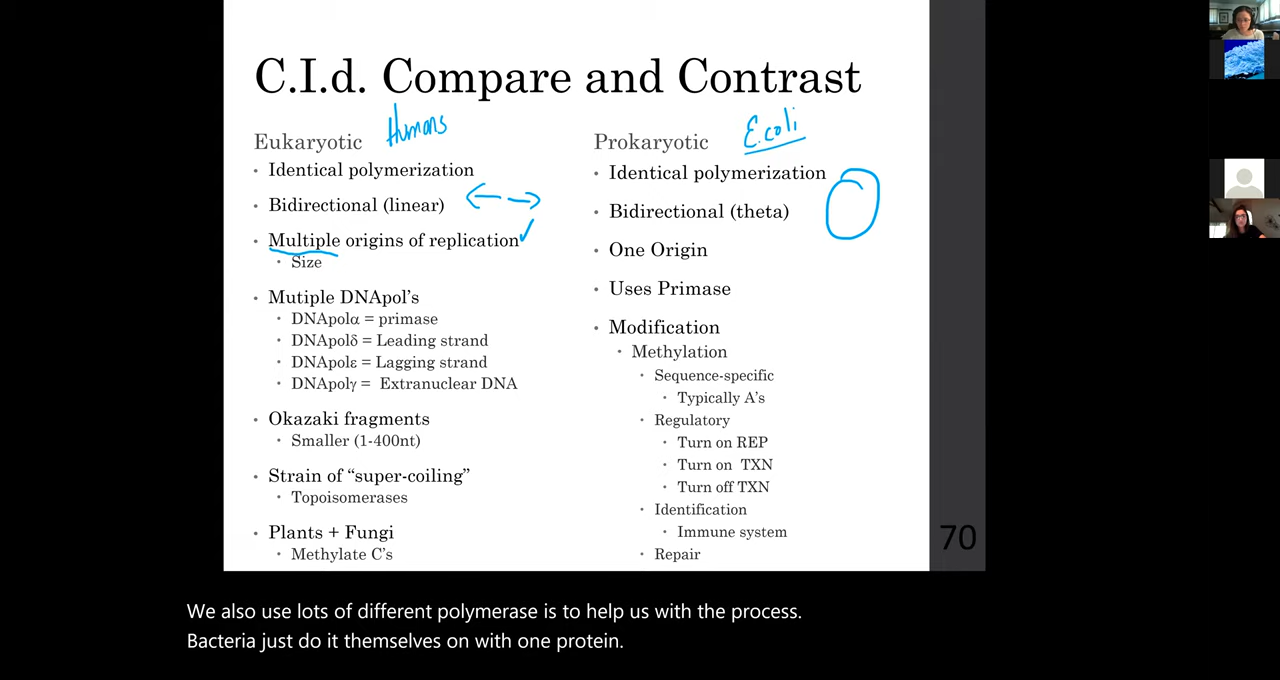 C.I.d. Compare and Contrast
Eukaryotic Humans
• Identical polymerization
• Bidirectional (linear)
• Multiple origins of replication
• Size
• Mutiple DNApol's
• DNApolα = primase
• DNApolδ = Leading strand
• DNApolε = Lagging strand
• DNApolγ = Extranuclear DNA
• Okazaki fragments
• Smaller (1-400nt)
• Strain of “super-coiling”
• Topoisomerases
• Plants + Fungi
• Methylate C's
Prokaryotic E.coli
• Identical polymerization
• Bidirectional (theta)
• One Origin
• Uses Primase
• Modification
• Methylation
• Sequence-specific
• Typically A's
• Regulatory
• Turn on REP
• Turn on TXN
• Turn off TXN
• Identification
• Immune system
• Repair
70
We also use lots of different polymerase is to help us with the process.
Bacteria just do it themselves on with one protein.